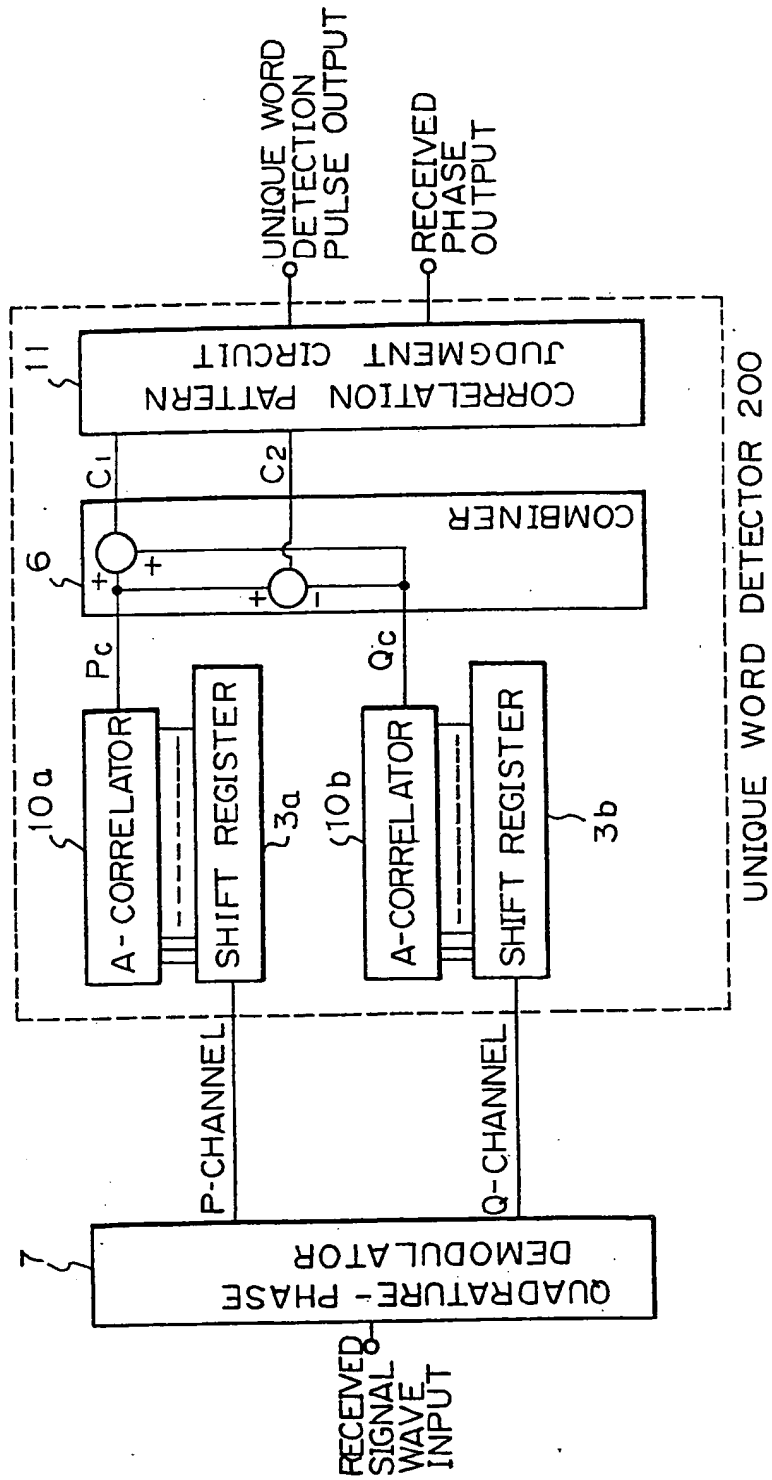 RECEIVED
SIGNAL
WAVE
INPUT
7
QUADRATURE-PHASE
DEMODULATOR
P-CHANNEL
Q-CHANNEL
10a
A-CORRELATOR
SHIFT REGISTER
3a
10b
A-CORRELATOR
SHIFT REGISTER
3b
Pc
Qc
6
+
+
+
-
COMBINER
C1
C2
11
CORRELATION PATTERN
JUDGMENT CIRCUIT
UNIQUE WORD
DETECTION
PULSE OUTPUT
RECEIVED
PHASE
OUTPUT
UNIQUE WORD DETECTOR 200